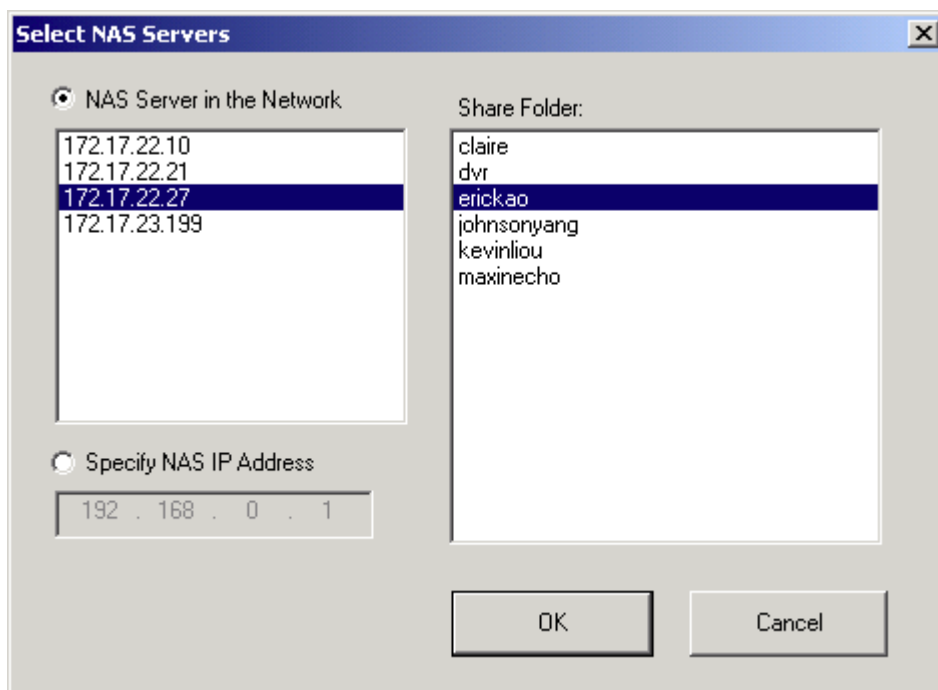 Select NAS Servers
NAS Server in the Network
172.17.22.10
172.17.22.21
172.17.22.27
172.17.23.199
Specify NAS IP Address
192 . 168 . 0 . 1
Share Folder:
claire
dvr
erickao
johnsonyang
kevinliou
maxinecho
OK
Cancel